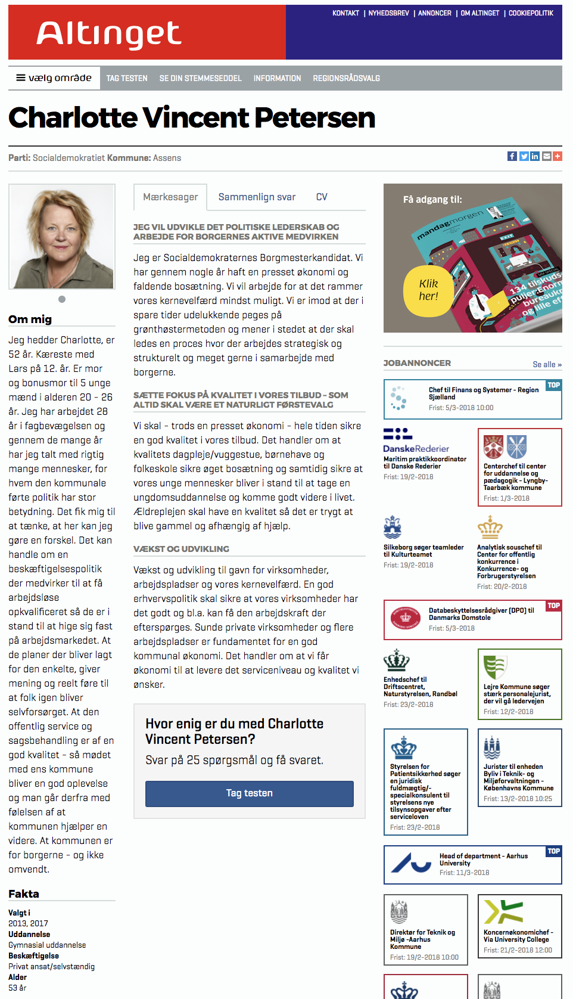 Altinget
KONTAKT | NYHEDSBREV | ANNONCER | OM ALTINGET | COOKIEPOLITIK
vælg område
TAG TESTEN
SE DIN STEMMESEDDEL
INFORMATION
REGIONSRÅDSVALG
Charlotte Vincent Petersen
Parti: Socialdemokratiet Kommune: Assens
Om mig
Jeg hedder Charlotte, er
52 år. Kæreste med
Lars på 12. år. Er mor
og bonusmor til 5 unge
mænd i alderen 20 - 26
år. Jeg har arbejdet 28
år i fagbevægelsen og
gennem de mange år
har jeg talt med rigtig
mange mennesker, for
hvem den kommunale
førte politik har stor
betydning. Det fik mig til
at tænke, at her kan jeg
gøre en forskel. Det kan
handle om en
beskæftigelsespolitik
der medvirker til at få
arbejdsløse
opkvalificeret så de er i
stand til at hige sig fast
på arbejdsmarkedet. At
de planer der bliver lagt
for den enkelte, giver
mening og reelt føre til
at folk igen bliver
selvforsørget. At den
offentlig service og
sagsbehandling er af en
god kvalitet - så mødet
med ens kommune
bliver en god oplevelse
og man går derfra med
følelsen af at
kommunen hjælper en
videre. At kommunen er
for borgerne - og ikke
omvendt.
Fakta
Valgt i
2013, 2017
Uddannelse
Gymnasial uddannelse
Beskæftigelse
Privat ansat/selvstændig
Alder
53 år
Mærkesager
Sammenlign svar
CV
JEG VIL UDVIKLE DET POLITISKE LEDERSKAB OG
ARBEJDE FOR BORGERNES AKTIVE MEDVIRKEN
Jeg er Socialdemokraternes Borgmesterkandidat. Vi
har gennem nogle år haft en presset økonomi og
faldende bosætning. Vi vil arbejde for at det rammer
vores kernevelfærd mindst muligt. Vi er imod at der i
spare tider udelukkende peges på
grønthøstermetoden og mener i stedet at der skal
ledes en proces hvor der arbejdes strategisk og
strukturelt og meget gerne i samarbejde med
borgerne.
SÆTTE FOKUS PÅ KVALITET I VORES TILBUD – SOM
ALTID SKAL VÆRE ET NATURLIGT FØRSTEVALG
Vi skal - trods en presset økonomi - hele tiden sikre
en god kvalitet i vores tilbud. Det handler om at
kvalitets dagpleje/vuggestue, børnehave og
folkeskole sikre øget bosætning og samtidig sikre at
vores unge mennesker bliver i stand til at tage en
ungdomsuddannelse og komme godt videre i livet.
Ældreplejen skal have en kvalitet så det er trygt at
blive gammel og afhængig af hjælp.
VÆKST OG UDVIKLING
Vækst og udvikling til gavn for virksomheder,
arbejdspladser og vores kernevelfærd. En god
erhvervspolitik skal sikre at vores virksomheder har
det godt og bl.a. kan få den arbejdskraft der
efterspørges. Sunde private virksomheder og flere
arbejdspladser er fundamentet for en god
kommunal økonomi. Det handler om at vi får
økonomi til at levere det serviceniveau og kvalitet vi
ønsker.
Hvor enig er du med Charlotte
Vincent Petersen?
Svar på 25 spørgsmål og få svaret.
Tag testen
Få adgang til:
mandagmorgen
EXIT
Klik
her!
MM SPECIAL
134 tilskuds-
puljer: Enorm
bureaukr
og lille ef
JOBANNONCER
Se alle »
TOP
Chef til Finans og Systemer - Region
Sjælland
Frist: 5/3-2018 10:00
DanskeRederier
Maritim praktikkoordinator
til Danske Rederier
Frist: 19/2-2018
Centerchef til center
for uddannelse og
pædagogik - Lyngby-
Taarbæk kommune
Frist: 1/3-2018
Silkeborg søger teamleder
til Kulturteamet
Frist: 19/2-2018
Analytisk souschef til
Center for offentlig
konkurrence i
Konkurrence- og
Forbrugerstyrelsen
Frist: 20/2-2018
TOP
Databeskyttelsesrådgiver (DPO) til
Danmarks Domstole
Frist: 5/3-2018
Enhedschef til
Driftscentret,
Naturstyrelsen, Randbøl
Frist: 23/2-2018
Lejre Kommune søger
stærk personalejurist,
der vil gå ledervejen
Frist: 12/2-2018
Styrelsen for
Patientsikkerhed søger
en juridisk
fuldmægtig/-
specialkonsulent til
styrelsens nye
tilsynsopgaver efter
serviceloven
Frist: 23/2-2018
Jurister til enheden
Byliv i Teknik- og
Miljøforvaltningen -
Københavns Kommune
Frist: 13/2-2018 10:25
TOP
Head of department - Aarhus
University
Frist: 11/3-2018
Direktør for Teknik og
Miljø -Aarhus
Kommune
Frist: 19/2-2018 10:00
Koncernøkonomichef -
Via University College
Frist: 21/2-2018 12:00